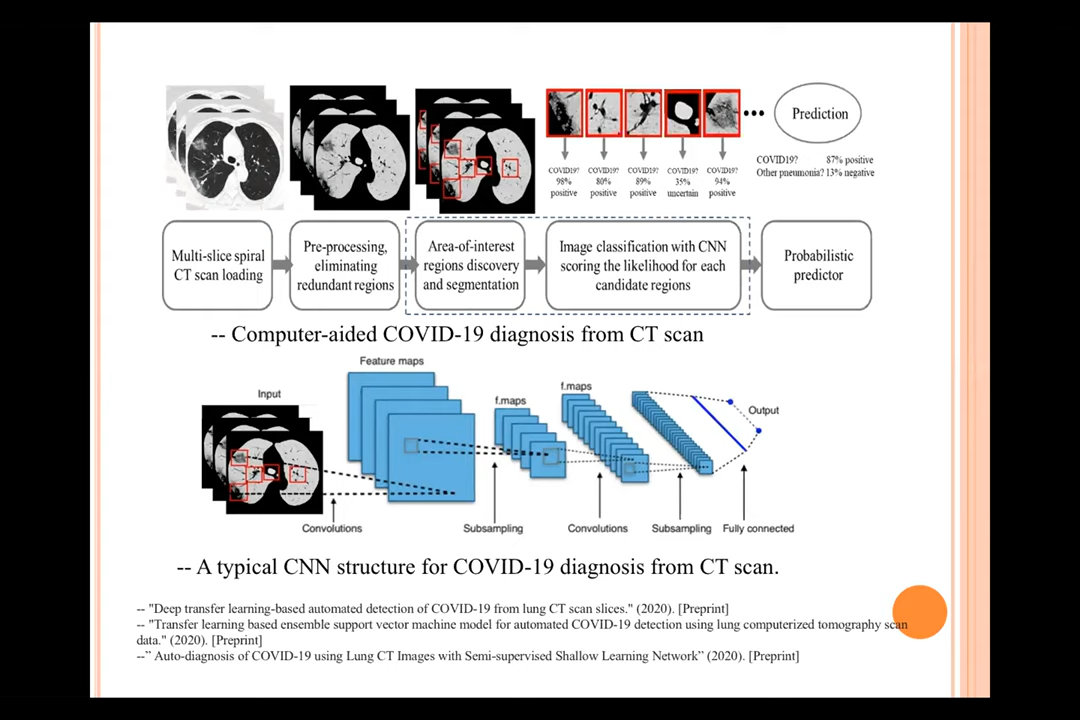 COVID19? 98% positive
COVID19? 80% positive
COVID19? 89% positive
COVID19? 35% uncertain
COVID19? 94% positive
Prediction
COVID19? 87% positive
Other pneumonia? 13% negative
Multi-slice spiral
CT scan loading
Pre-processing,
eliminating
redundant regions
Area-of-interest
regions discovery
and segmentation
Image classification with CNN
scoring the likelihood for each
candidate regions
Probabilistic
predictor
-- Computer-aided COVID-19 diagnosis from CT scan
Input
Feature maps
f.maps
f.maps
Output
Convolutions
Subsampling
Convolutions
Subsampling
Fully connected
-- A typical CNN structure for COVID-19 diagnosis from CT scan.
-- "Deep transfer learning-based automated detection of COVID-19 from lung CT scan slices." (2020). [Preprint]
-- "Transfer learning based ensemble support vector machine model for automated COVID-19 detection using lung computerized tomography scan
data." (2020). [Preprint]
--” Auto-diagnosis of COVID-19 using Lung CT Images with Semi-supervised Shallow Learning Network” (2020). [Preprint]